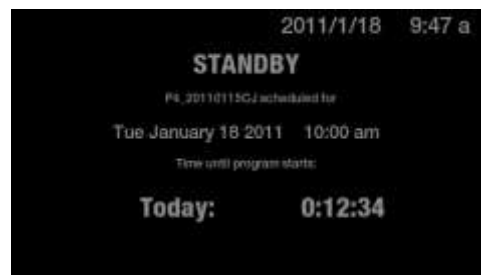 2011/1/18 9:47 a
STANDBY
P4_20110115CJ scheduled for
Tue January 18 2011 10:00 am
Time until program starts:
Today: 0:12:34